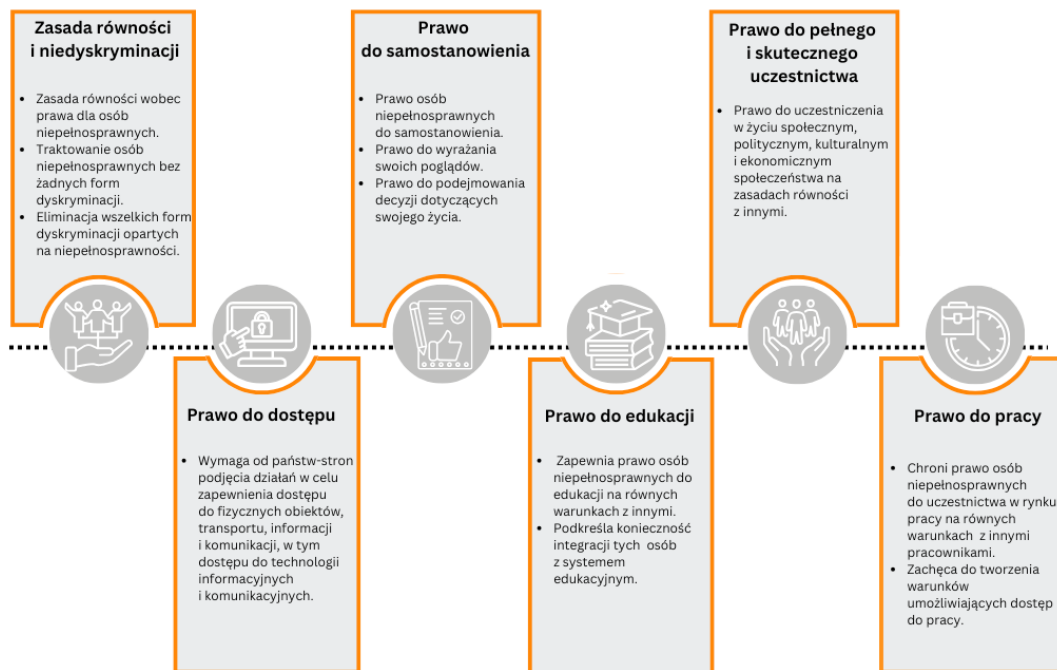 Zasada równości
i niedyskryminacji
• Zasada równości wobec
prawa dla osób
niepełnosprawnych.
• Traktowanie osób
niepełnosprawnych bez
żadnych form
dyskryminacji.
• Eliminacja wszelkich form
dyskryminacji opartych
na niepełnosprawności.
Prawo do dostępu
• Wymaga od państw-stron
podjęcia działań w celu
zapewnienia dostępu
do fizycznych obiektów,
transportu, informacji
i komunikacji, w tym
dostępu do technologii
informacyjnych
i komunikacyjnych.
Prawo
do samostanowienia
• Prawo osób
niepełnosprawnych
do samostanowienia.
• Prawo do wyrażania
swoich poglądów.
• Prawo do podejmowania
decyzji dotyczących
swojego życia.
Prawo do edukacji
• Zapewnia prawo osób
niepełnosprawnych do
edukacji na równych
warunkach z innymi.
• Podkreśla konieczność
integracji tych osób
z systemem
edukacyjnym.
Prawo do pełnego
i skutecznego
uczestnictwa
• Prawo do uczestniczenia
w życiu społecznym,
politycznym, kulturalnym
i ekonomicznym
społeczeństwa na
zasadach równości
z innymi.
Prawo do pracy
• Chroni prawo osób
niepełnosprawnych
do uczestnictwa w rynku
pracy na równych
warunkach z innymi
pracownikami.
• Zachęca do tworzenia
warunków
umożliwiających dostęp
do pracy.